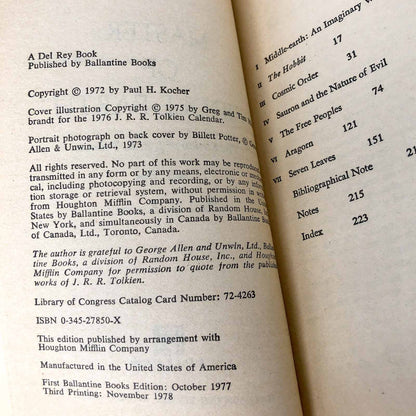 A Del Rey Book
Published by Ballantine Books
Copyright © 1972 by Paul H. Kocher
Cover illustration Copyright © 1975 by Greg and Tim
brandt for the 1976 J. R. R. Tolkien Calendar.
Portrait photograph on back cover by Billett Potter,
Allen & Unwin, Ltd., 1973
All rights reserved. No part of this work may be reproduced
transmitted in any form or by any means, electronic or
cal, including photocopying and recording, or by any
tion storage or retrieval system, without permission in
from Houghton Mifflin Company. Published in the United
States by Ballantine Books, a division of Random House,
New York, and simultaneously in Canada by Ballantine
of Canada, Ltd., Toronto, Canada.
The author is grateful to George Allen and Unwin, Ltd.,
tine Books, a division of Random House, Inc., and Houghton
Mifflin Company for permission to quote from the published
works of J. R. R. Tolkien.
Library of Congress Catalog Card Number: 72-4263
ISBN 0-345-27850-X
This edition published by arrangement with
Houghton Mifflin Company
Manufactured in the United States of America
First Ballantine Books Edition: October 1977
Third Printing: November 1978
I Middle-earth: An Imaginary
II The Hobbit 17
III Cosmic Order 31
IV Sauron and the Nature of Evil
V The Free Peoples 74
VI Aragorn 121
VII Seven Leaves 151
Bibliographical Note
Notes 215
Index 223